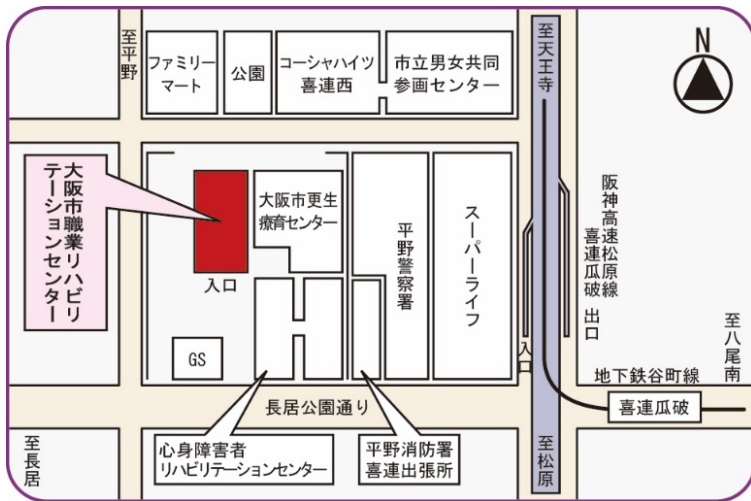 至平野
ファミリー
マート
公園
コーシャハイツ
喜連西
市立男女共同
参画センター
至天王寺
N
大阪市職業リハビリ
テーションセンター
入口
大阪市更生
療育センター
平野警察署
スーパーライフ
阪神高速松原線
喜連瓜破 出口
入口
至八尾南
GS
地下鉄谷町線
喜連瓜破
長居公園通り
至長居
心身障害者
リハビリテーションセンター
平野消防署
喜連出張所
至松原